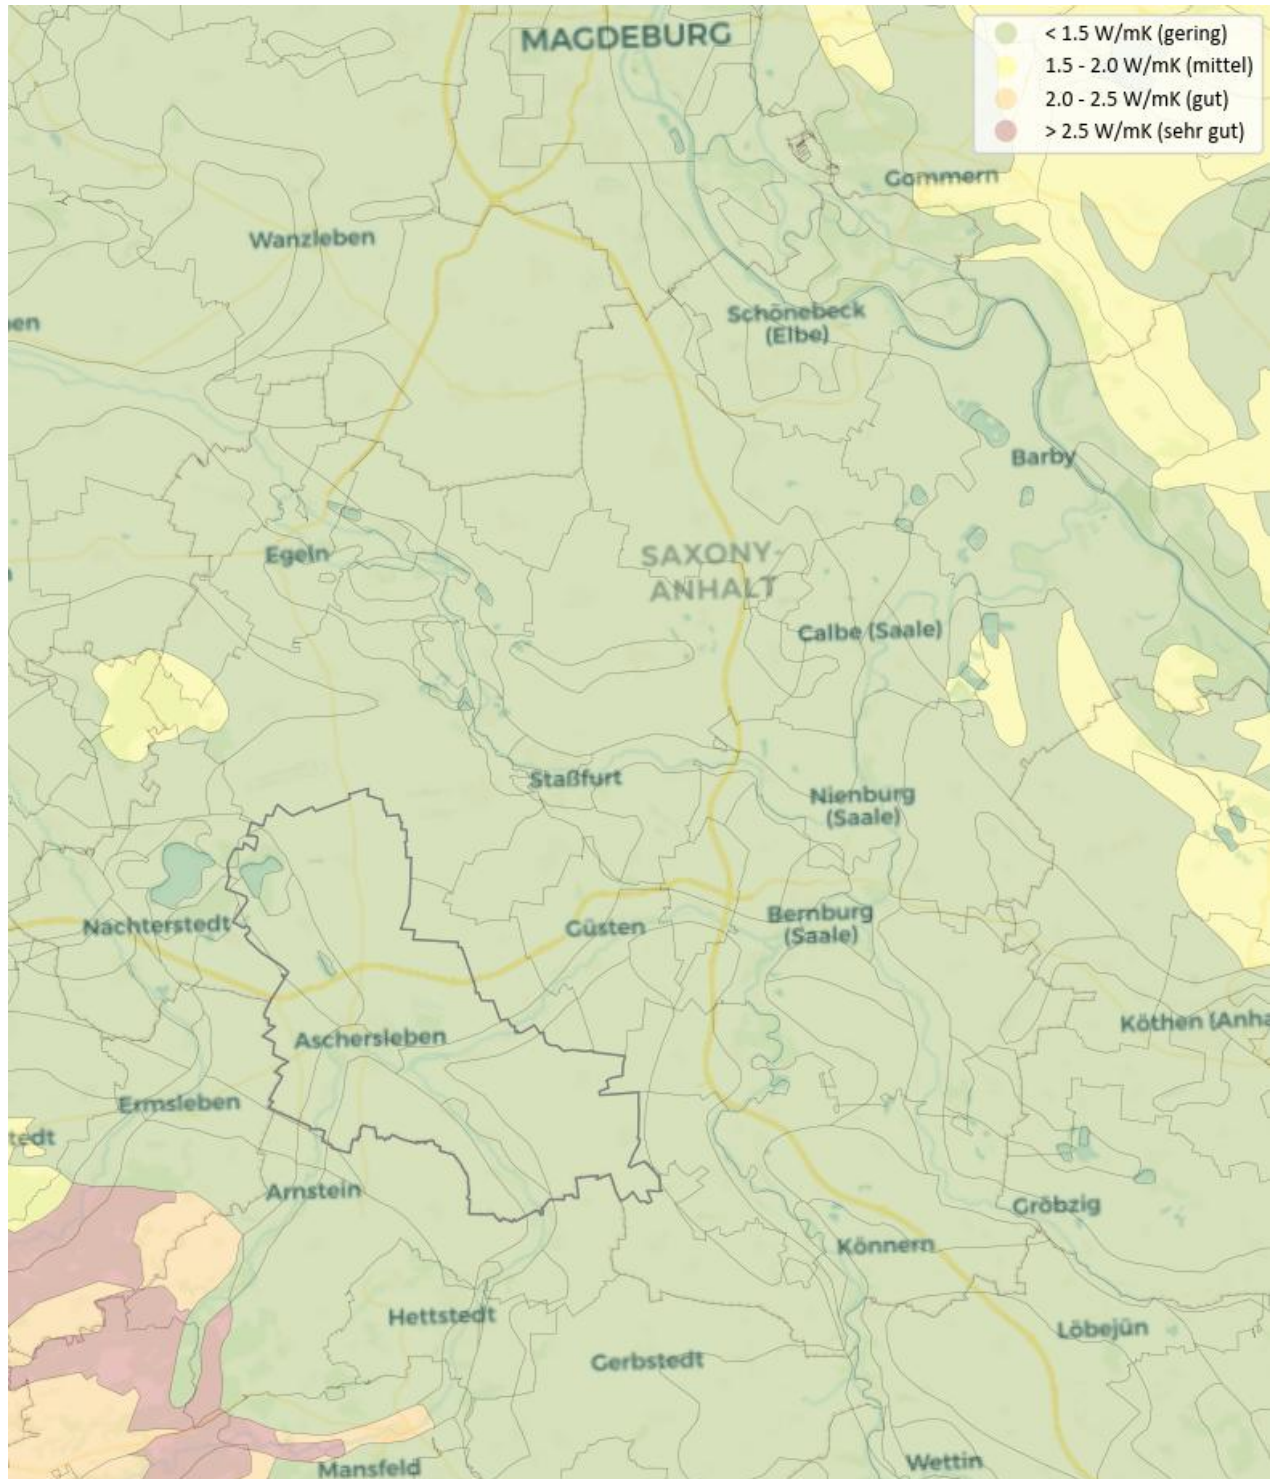 MAGDEBURG
< 1.5 W/mK (gering)
1.5 - 2.0 W/mK (mittel)
2.0 - 2.5 W/mK (gut)
> 2.5 W/mK (sehr gut)
Gommern
Wanzleben
Schönebeck
(Elbe)
en
Barby
Egeln
SAXONY-
ANHALT
Calbe (Saale)
Staßfurt
Nienburg
(Saale)
Nachterstedt
Güsten
Bernburg
(Saale)
Aschersleben
Köthen (Anha
Ermsleben
tedt
Arnstein
Gröbzig
Könnern
Hettstedt
Löbejün
Gerbstedt
Mansfeld
Wettin